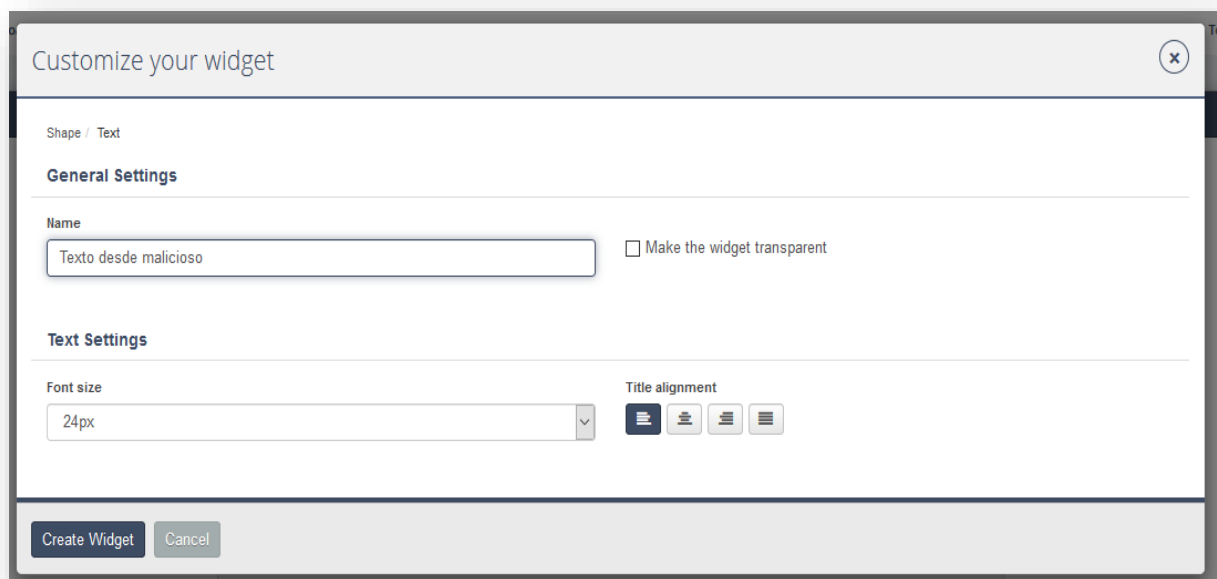 Customize your widget
Shape / Text
General Settings
Name
Texto desde malicioso
Make the widget transparent
Text Settings
Font size
Title alignment
24px
Create Widget
Cancel